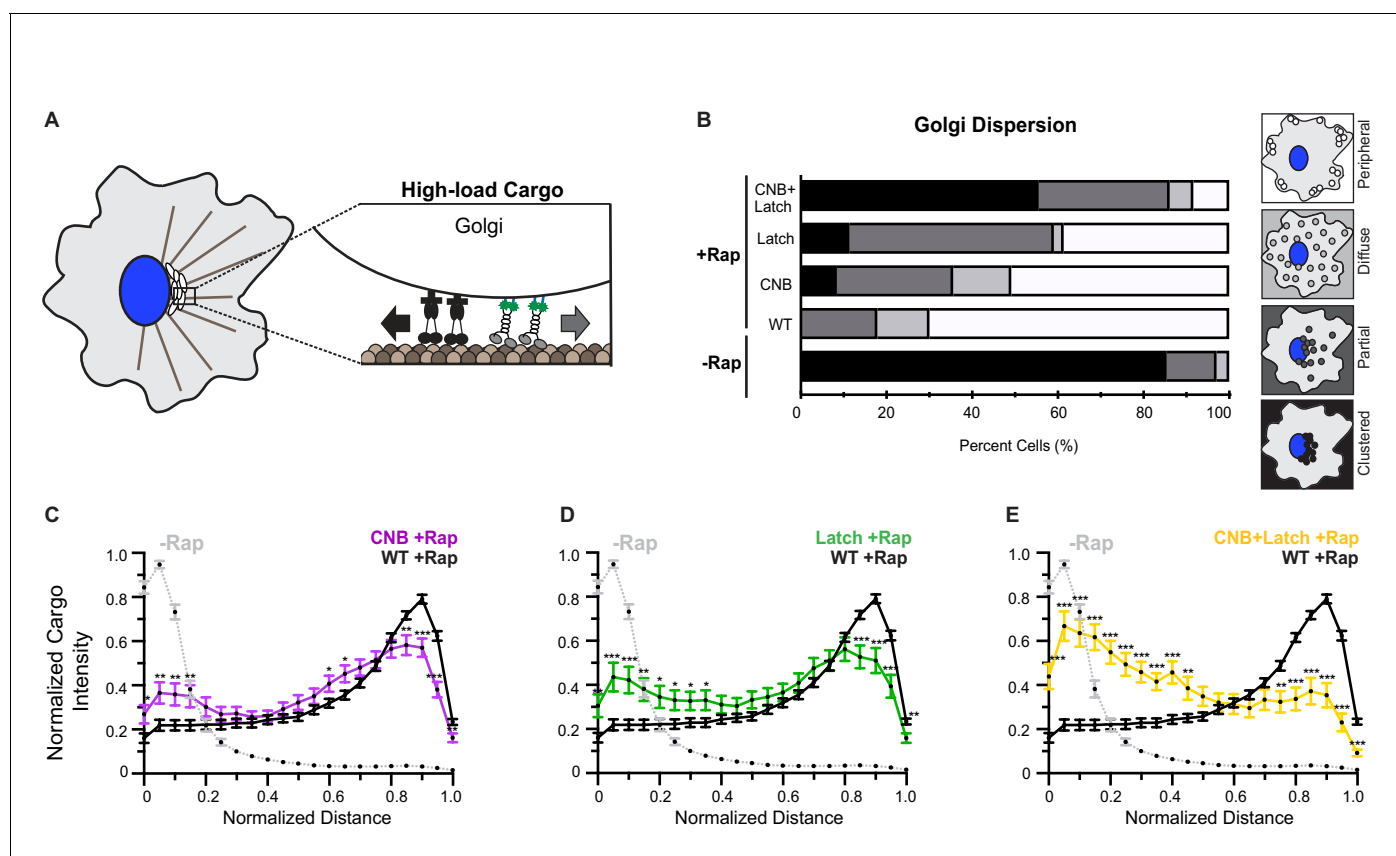 A
High-load Cargo
Golgi
B
Golgi Dispersion
+Rap
-Rap
CNB+
Latch
Latch
CNB
WT
0 20 40 60 80 100
Percent Cells (%)
Peripheral
Diffuse
Partial
Clustered
C
-Rap
CNB +Rap
WT +Rap
Normalized Cargo
Intensity
1.0
0.8
0.6
0.4
0.2
0
* ** ** ** * * ** *** *** **
0 0.2 0.4 0.6 0.8 1.0
Normalized Distance
D
-Rap
Latch +Rap
WT +Rap
1.0
0.8
0.6
0.4
0.2
0
** *** *** ** * * * * *** *** *** **
0 0.2 0.4 0.6 0.8 1.0
Normalized Distance
E
-Rap
CNB+Latch +Rap
WT +Rap
1.0
0.8
0.6
0.4
0.2
0
*** *** *** *** *** *** *** *** *** ** ** *** *** *** *** ***
0 0.2 0.4 0.6 0.8 1.0
Normalized Distance